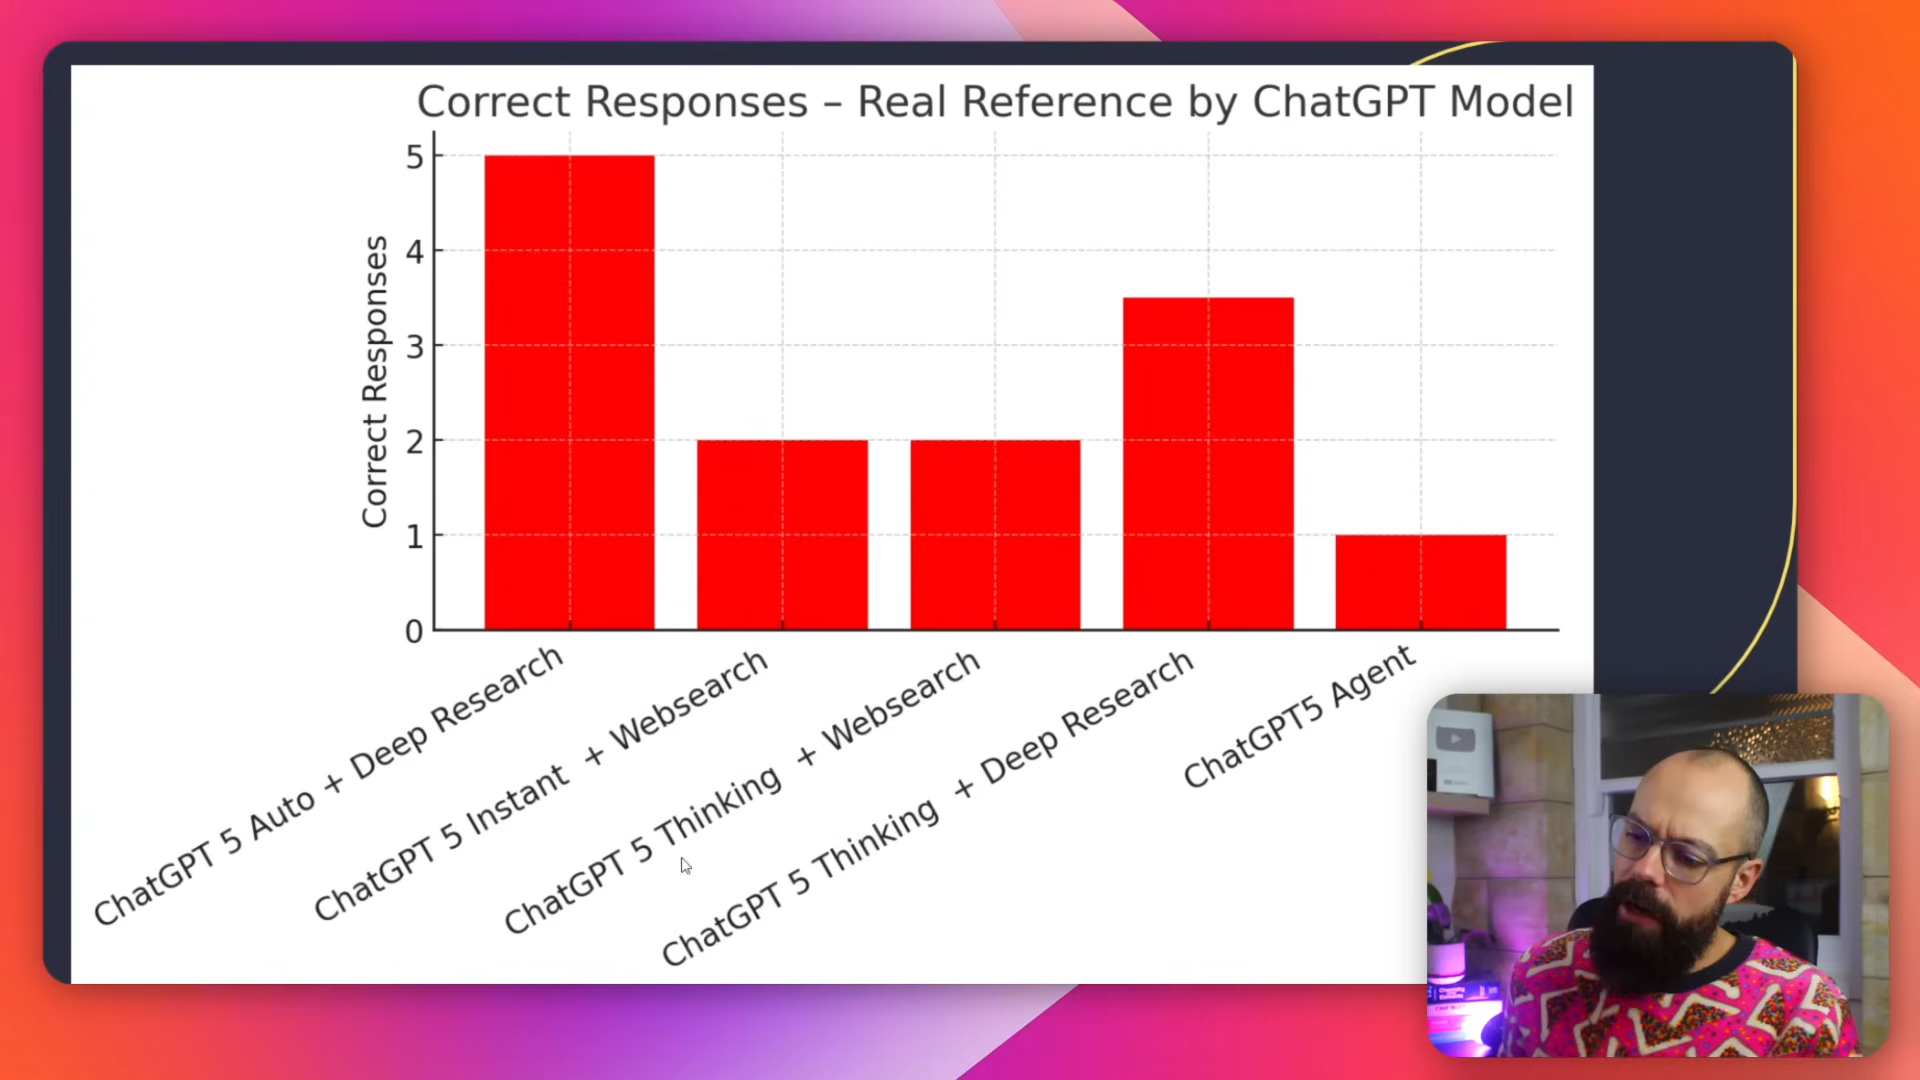 Correct Responses – Real Reference by ChatGPT Model
Correct Responses
5
4
3
2
1
0
ChatGPT 5 Auto + Deep Research
ChatGPT 5 Instant + Websearch
ChatGPT 5 Thinking + Websearch
ChatGPT 5 Thinking + Deep Research
ChatGPT5 Agent